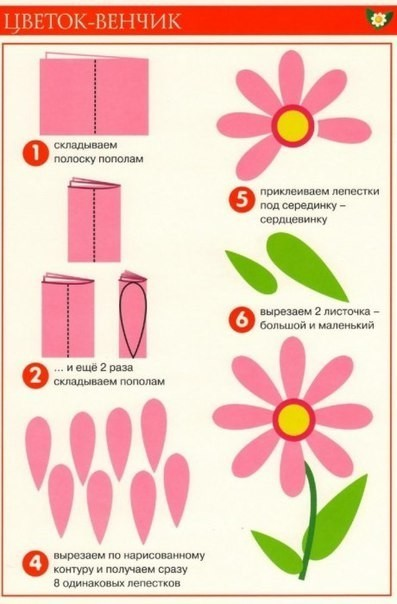 ЦВЕТОК-ВЕНЧИК
1 складываем
полоску пополам
2 ... и ещё 2 раза
складываем пополам
4 вырезаем по нарисованному
контуру и получаем сразу
8 одинаковых лепестков
5 приклеиваем лепестки
под серединку –
сердцевинку
6 вырезаем 2 листочка –
большой и маленький